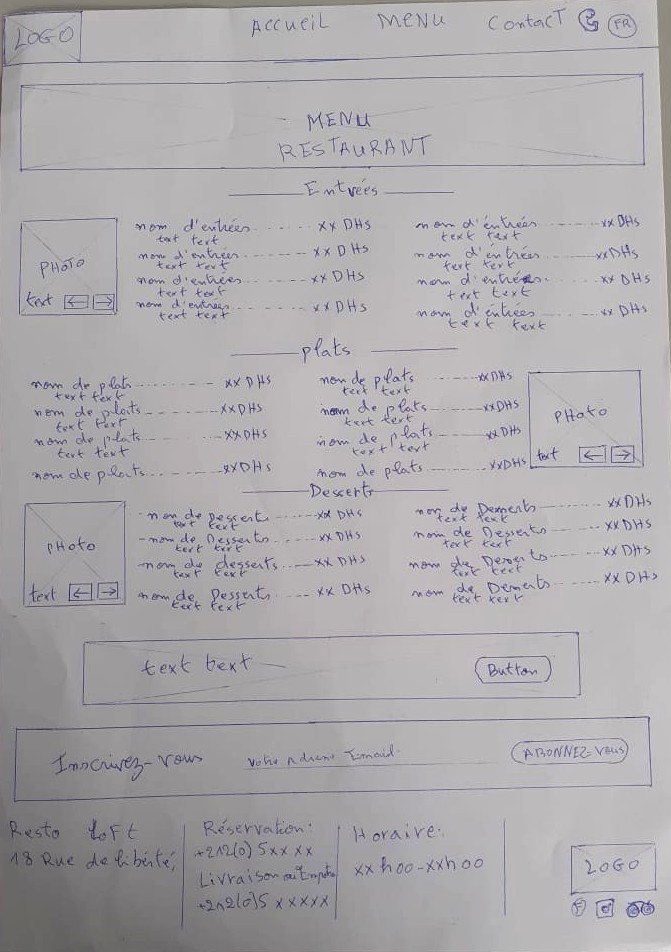 LOGO
ACCUEIL MENU Contact FR
MENU
RESTAURANT
Entrées
PHOTO
text
nom d'entrées ...... xx DHs
text text
nom d'entrées ...... xx DHs
text text
nom d'entrées ...... xx DHs
text text
nom d'entrees ...... xx DHs
text text
nom d'entrées ...... xx DHs
text text
nom d'entrées ...... xx DHs
text text
nom d'entrées ...... xx DHs
text text
nom d'entrées ...... xx DHs
text text
plats
nom de plats ...... xx DHs
text text
nom de plats ...... xx DHs
text text
nom de plats ...... xx DHs
text text
nom de plats ...... xx DHs
nom de plats ...... xx DHs
text text
nom de plats ...... xx DHs
text text
nom de plats ...... xx DHs
text text
nom de plats ...... xx DHs
PHOTO
text
Desserts
PHOTO
text
- nom de Desserts ...... xx DHs
text text
- nom de Desserts ...... xx DHs
text text
- nom de desserts ...... xx DHs
text text
nom de Desserts ...... xx DHs
text text
nom de Desserts ...... xx DHs
text text
nom de Desserts ...... xx DHs
text text
nom de Desserts ...... xx DHs
text text
nom de Desserts ...... xx DHs
text text
text text
Button
Inscrivez-vous votre Adresse Email. ABONNEZ-VOUS
Resto LOFT
18 Rue de libérté,
Réservation:
+212(0) 5xx xx
Livraison ou Emporter
+212(0)5 xxxxx
Horaire:
xxh00-xxh00
LOGO
F